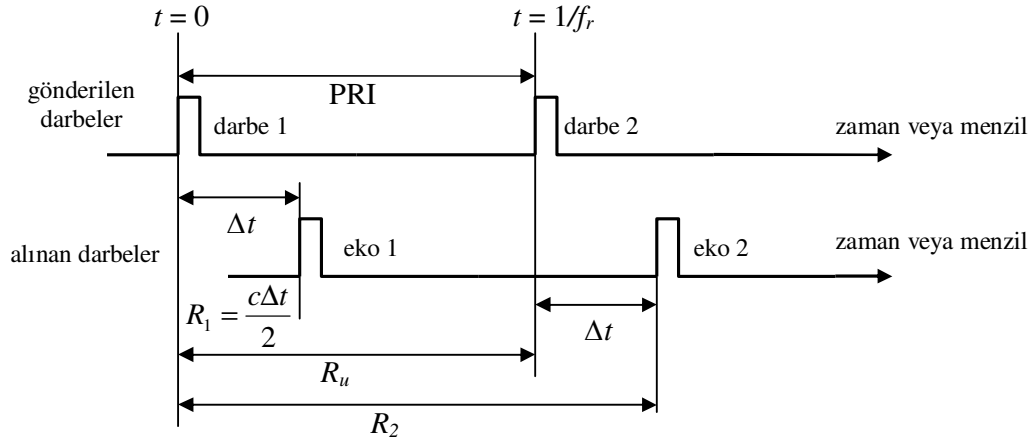 t = 0
t = 1/f_r
PRI
gönderilen
darbeler
darbe 1
darbe 2
zaman veya menzil
Δt
alınan darbeler
eko 1
eko 2
zaman veya menzil
R_1 = cΔt/2
Δt
R_u
R_2